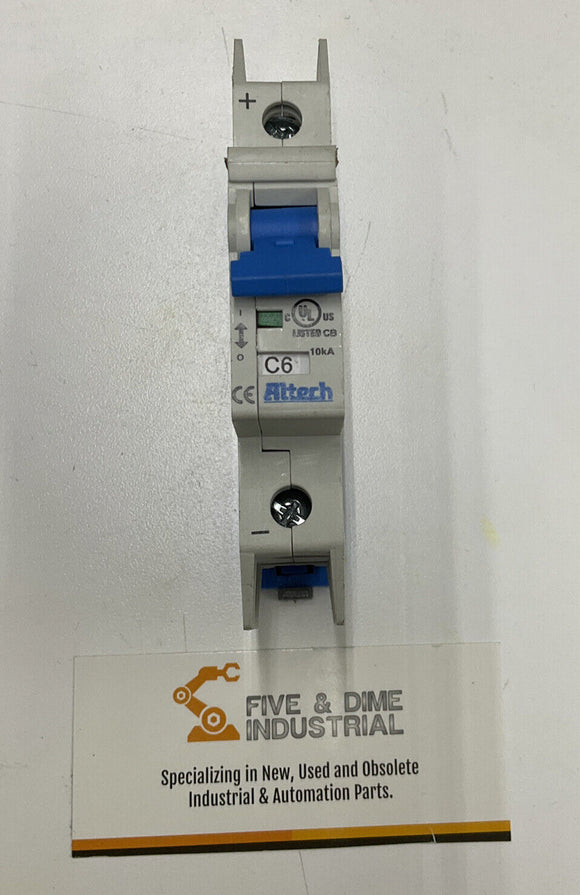 +
I
O
c UL US
LISTED CB
10kA
C6
CE Altech
—
FIVE & DIME
INDUSTRIAL
Specializing in New, Used and Obsolete
Industrial & Automation Parts.